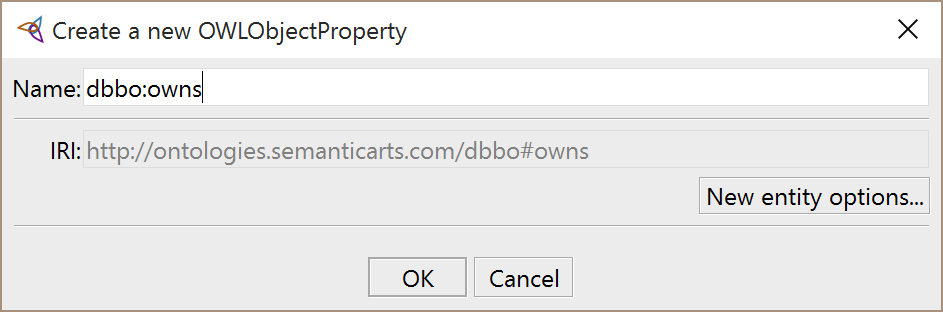 Create a new OWLObjectProperty
Name: dbbo:owns
IRI: http://ontologies.semanticarts.com/dbbo#owns
New entity options...
OK Cancel